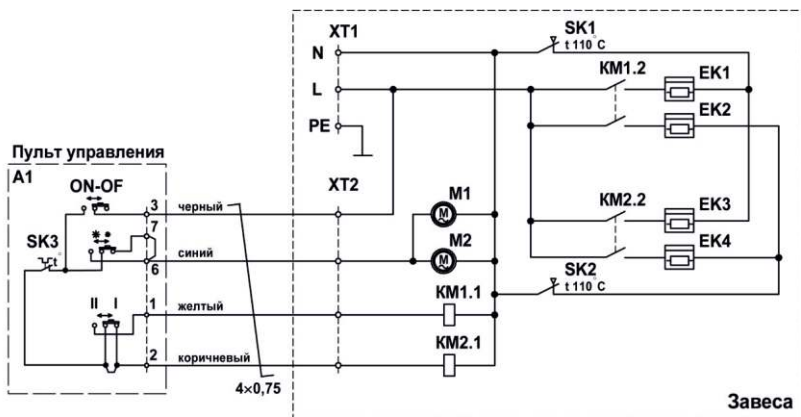 XT1
N
L
PE
SK1
t 110°C
KM1.2
EK1
EK2
Пульт управления
A1
ON-OF
3
черный
XT2
M1
M
7
SK3
t°
6
синий
M2
M
KM2.2
EK3
EK4
SK2
t 110°C
II I
1
желтый
KM1.1
2
коричневый
KM2.1
4×0,75
Завеса